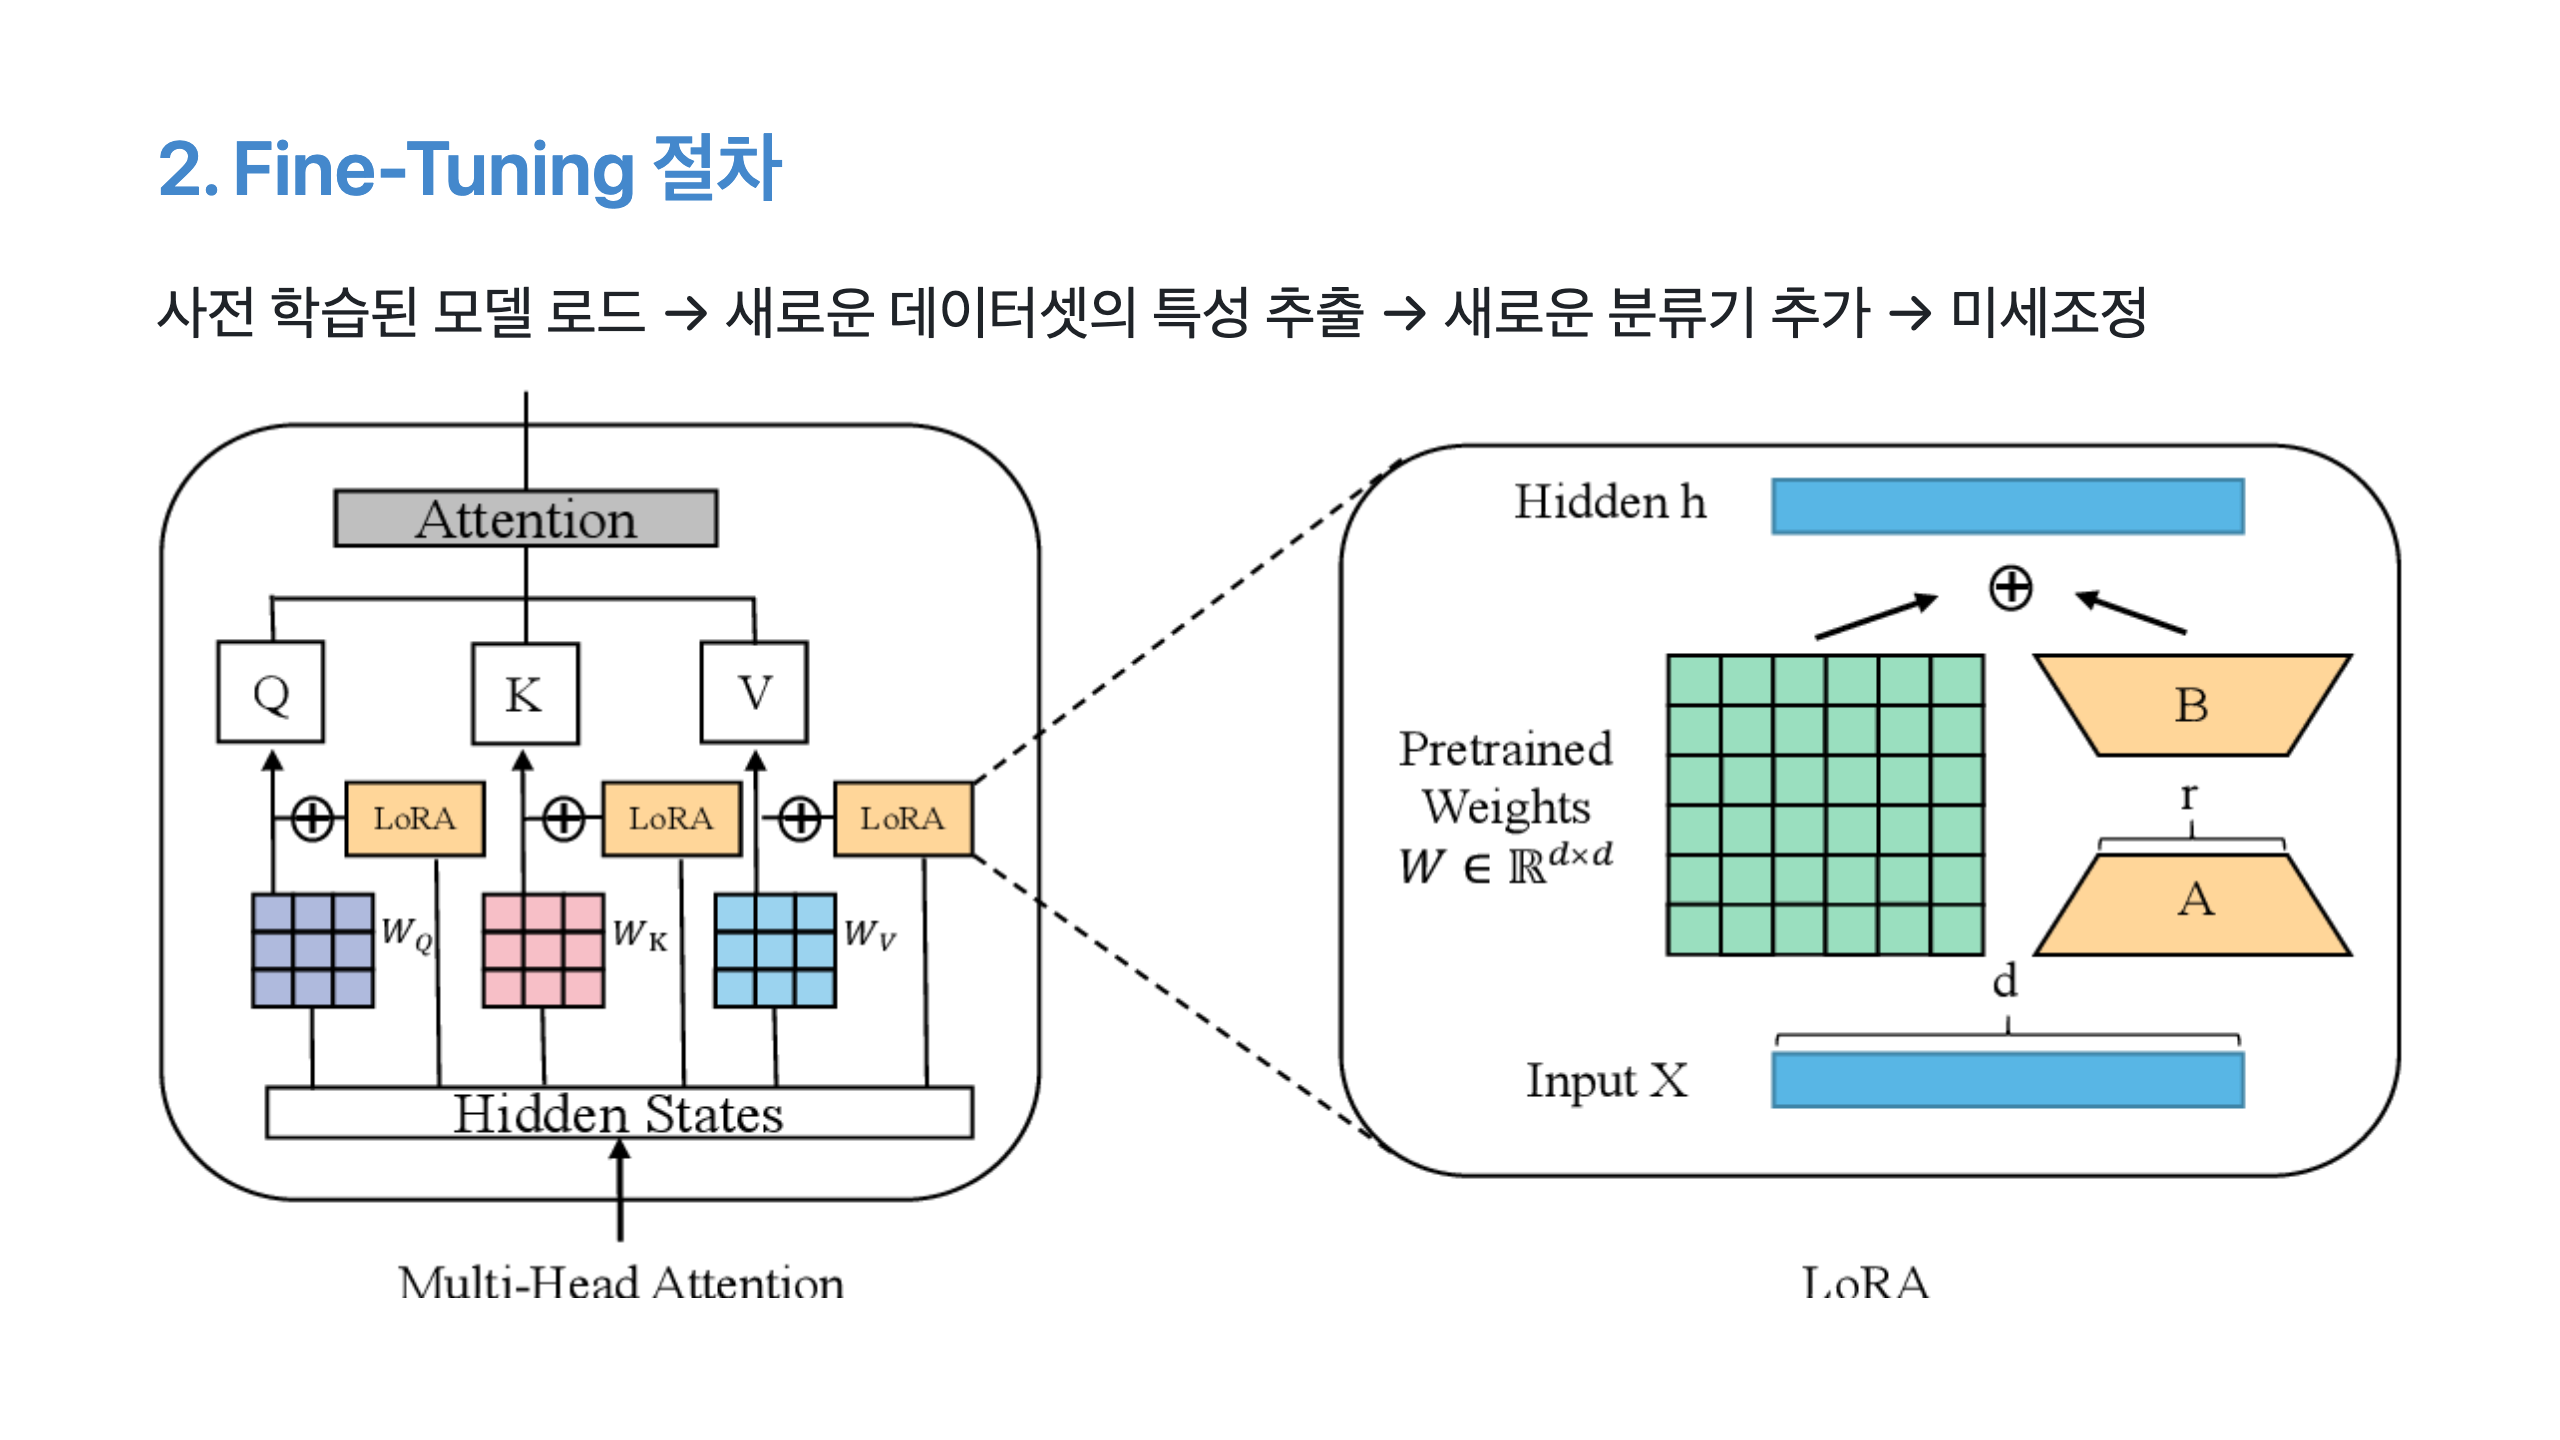 2. Fine-Tuning 절차
사전 학습된 모델 로드 → 새로운 데이터셋의 특성 추출 → 새로운 분류기 추가 → 미세조정
Attention
Q
K
V
LoRA
LoRA
LoRA
W_Q
W_K
W_V
Hidden States
Multi-Head Attention
Hidden h
Pretrained
Weights
W ∈ ℝ^{d×d}
B
r
A
d
Input X
LoRA